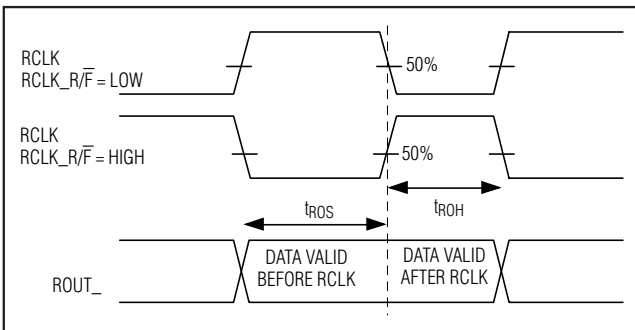 RCLK
RCLK_R/F̅ = LOW
50%
RCLK
RCLK_R/F̅ = HIGH
50%
tROS
tROH
DATA VALID
BEFORE RCLK
DATA VALID
AFTER RCLK
ROUT_